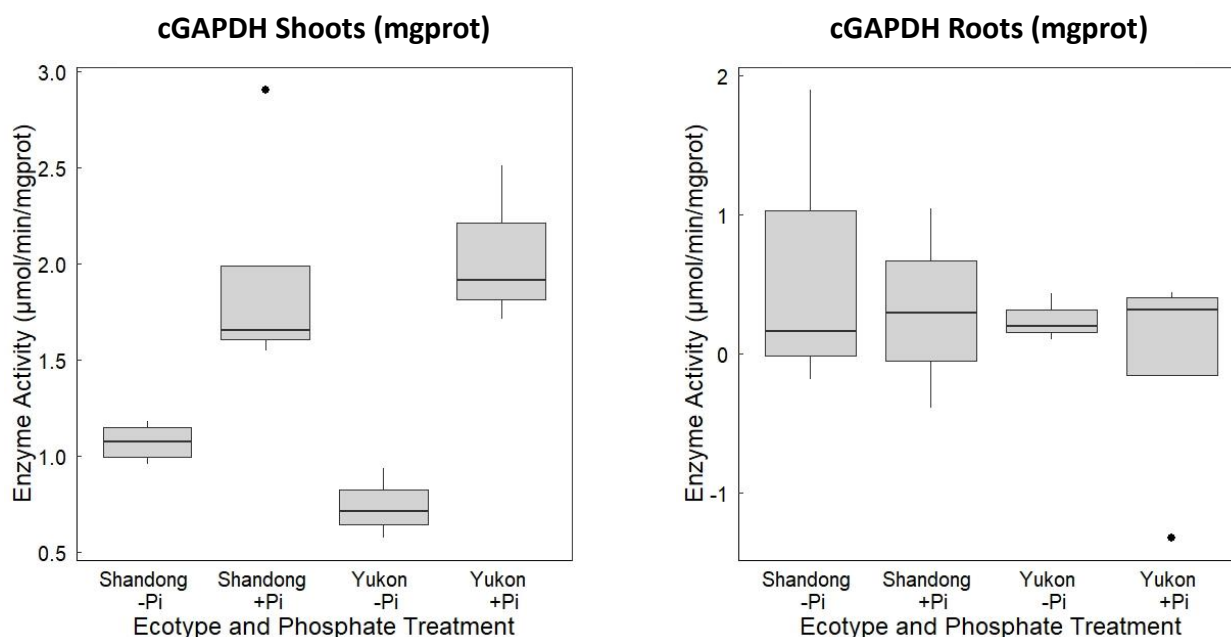 cGAPDH Shoots (mgprot)
Enzyme Activity (µmol/min/mgprot)
3.0
2.5
2.0
1.5
1.0
0.5
Shandong Shandong Yukon Yukon
-Pi +Pi -Pi +Pi
Ecotype and Phosphate Treatment
cGAPDH Roots (mgprot)
Enzyme Activity (µmol/min/mgprot)
2
1
0
-1
Shandong Shandong Yukon Yukon
-Pi +Pi -Pi +Pi
Ecotype and Phosphate Treatment